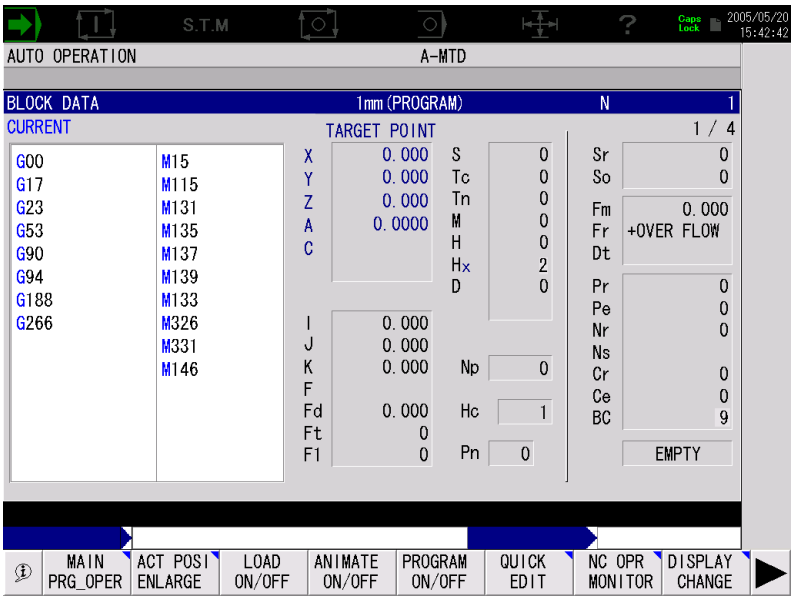 S.T.M ? Caps Lock 2005/05/20
15:42:42
AUTO OPERATION A-MTD
BLOCK DATA 1mm(PROGRAM) N 1
CURRENT TARGET POINT 1 / 4
G00 M15
G17 M115
G23 M131
G53 M135
G90 M137
G94 M139
G188 M133
G266 M326
M331
M146
X 0.000
Y 0.000
Z 0.000
A 0.0000
C
I 0.000
J 0.000
K 0.000
F
Fd 0.000
Ft 0
F1 0
S 0
Tc 0
Tn 0
M 0
H 0
Hx 2
D 0
Np 0
Hc 1
Pn 0
Sr 0
So 0
Fm 0.000
Fr +OVER FLOW
Dt
Pr 0
Pe 0
Nr 0
Ns
Cr 0
Ce 0
BC 9
EMPTY
MAIN PRG_OPER
ACT POSI ENLARGE
LOAD ON/OFF
ANIMATE ON/OFF
PROGRAM ON/OFF
QUICK EDIT
NC OPR MONITOR
DISPLAY CHANGE